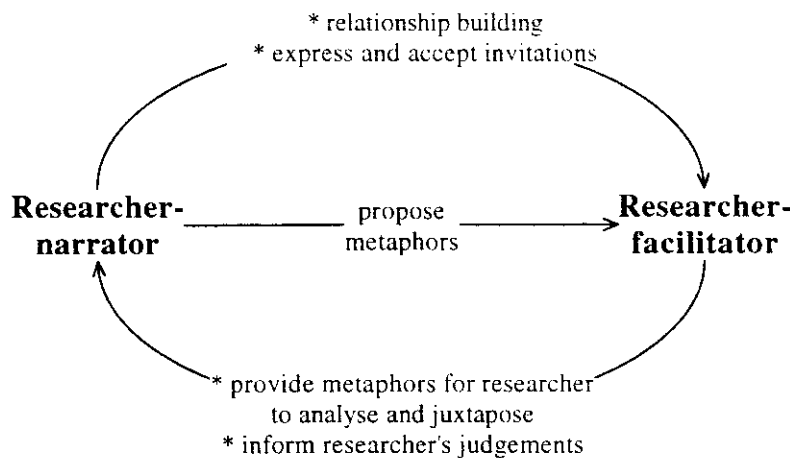 * relationship building
* express and accept invitations
Researcher-
narrator
propose
metaphors
Researcher-
facilitator
* provide metaphors for researcher
to analyse and juxtapose
* inform researcher's judgements